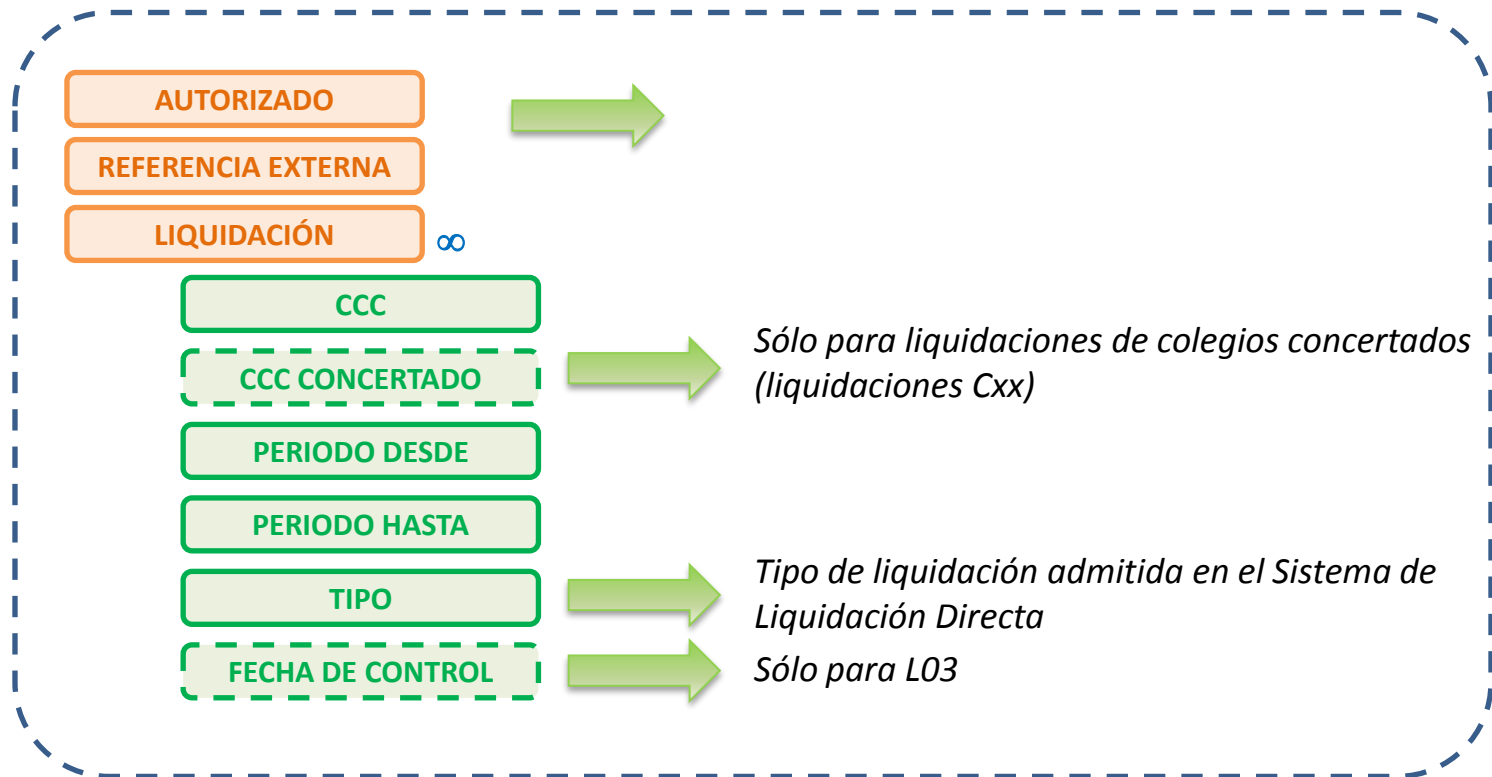 AUTORIZADO
REFERENCIA EXTERNA
LIQUIDACIÓN ∞
CCC
CCC CONCERTADO
Sólo para liquidaciones de colegios concertados
(liquidaciones Cxx)
PERIODO DESDE
PERIODO HASTA
TIPO
Tipo de liquidación admitida en el Sistema de
Liquidación Directa
FECHA DE CONTROL
Sólo para L03